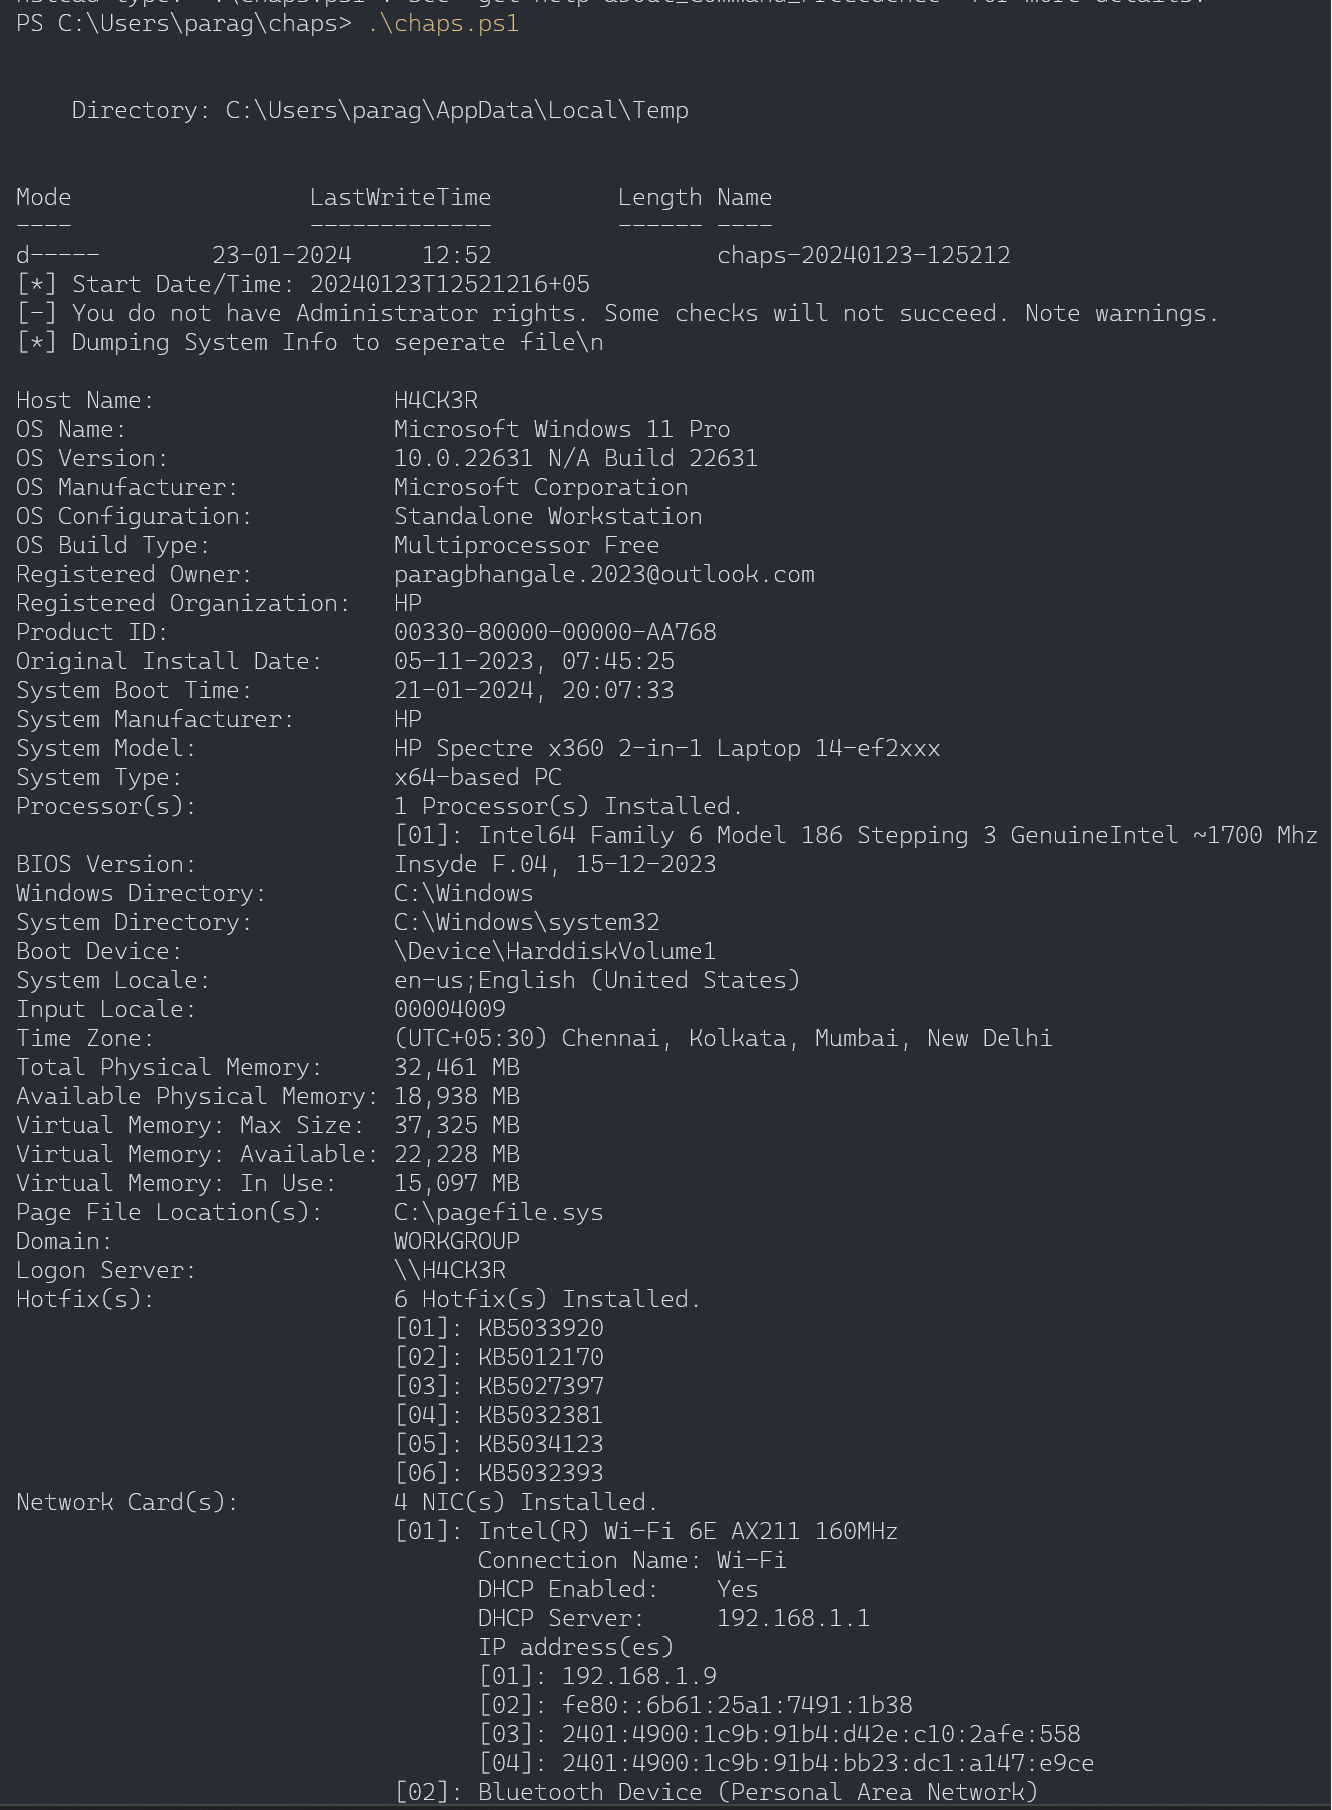 PS C:\Users\parag\chaps> .\chaps.ps1
Directory: C:\Users\parag\AppData\Local\Temp
Mode                 LastWriteTime         Length Name
----                 -------------         ------ ----
d-----        23-01-2024     12:52                chaps-20240123-125212
[*] Start Date/Time: 20240123T12521216+05
[-] You do not have Administrator rights. Some checks will not succeed. Note warnings.
[*] Dumping System Info to seperate file\n
Host Name:                 H4CK3R
OS Name:                   Microsoft Windows 11 Pro
OS Version:                10.0.22631 N/A Build 22631
OS Manufacturer:           Microsoft Corporation
OS Configuration:          Standalone Workstation
OS Build Type:             Multiprocessor Free
Registered Owner:          paragbhangale.2023@outlook.com
Registered Organization:   HP
Product ID:                00330-80000-00000-AA768
Original Install Date:     05-11-2023, 07:45:25
System Boot Time:          21-01-2024, 20:07:33
System Manufacturer:       HP
System Model:              HP Spectre x360 2-in-1 Laptop 14-ef2xxx
System Type:               x64-based PC
Processor(s):              1 Processor(s) Installed.
                           [01]: Intel64 Family 6 Model 186 Stepping 3 GenuineIntel ~1700 Mhz
BIOS Version:              Insyde F.04, 15-12-2023
Windows Directory:         C:\Windows
System Directory:          C:\Windows\system32
Boot Device:               \Device\HarddiskVolume1
System Locale:             en-us;English (United States)
Input Locale:              00004009
Time Zone:                 (UTC+05:30) Chennai, Kolkata, Mumbai, New Delhi
Total Physical Memory:     32,461 MB
Available Physical Memory: 18,938 MB
Virtual Memory: Max Size:  37,325 MB
Virtual Memory: Available: 22,228 MB
Virtual Memory: In Use:    15,097 MB
Page File Location(s):     C:\pagefile.sys
Domain:                    WORKGROUP
Logon Server:              \\H4CK3R
Hotfix(s):                 6 Hotfix(s) Installed.
                           [01]: KB5033920
                           [02]: KB5012170
                           [03]: KB5027397
                           [04]: KB5032381
                           [05]: KB5034123
                           [06]: KB5032393
Network Card(s):           4 NIC(s) Installed.
                           [01]: Intel(R) Wi-Fi 6E AX211 160MHz
                                 Connection Name: Wi-Fi
                                 DHCP Enabled:    Yes
                                 DHCP Server:     192.168.1.1
                                 IP address(es)
                                 [01]: 192.168.1.9
                                 [02]: fe80::6b61:25a1:7491:1b38
                                 [03]: 2401:4900:1c9b:91b4:d42e:c10:2afe:558
                                 [04]: 2401:4900:1c9b:91b4:bb23:dc1:a147:e9ce
                           [02]: Bluetooth Device (Personal Area Network)